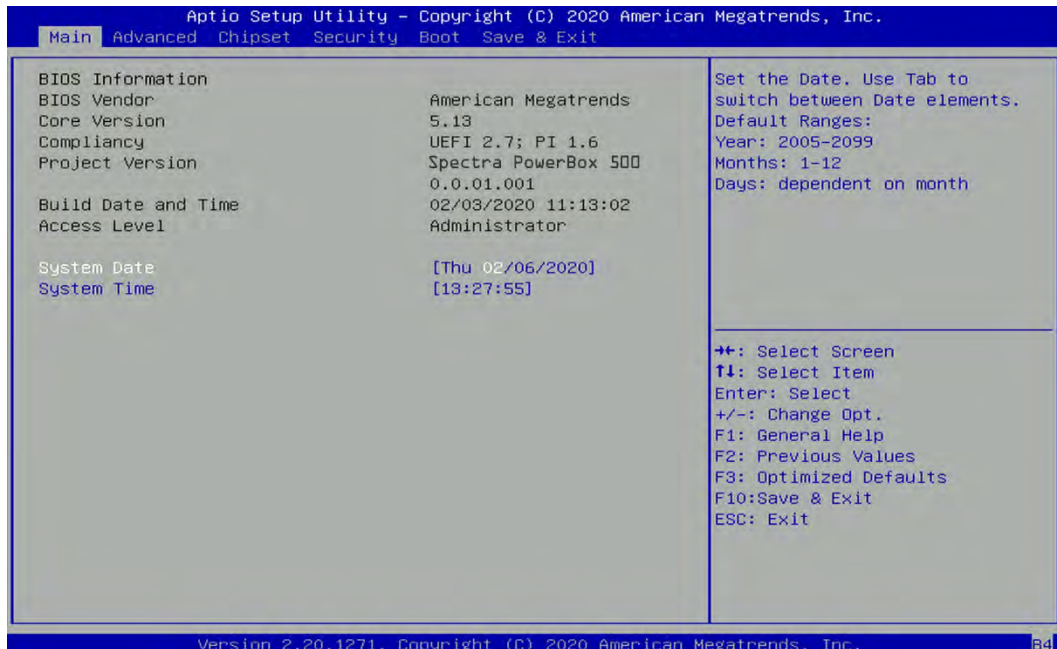 Aptio Setup Utility – Copyright (C) 2020 American Megatrends, Inc.
Main Advanced Chipset Security Boot Save & Exit
BIOS Information
BIOS Vendor American Megatrends
Core Version 5.13
Compliancy UEFI 2.7; PI 1.6
Project Version Spectra PowerBox 500
0.0.01.001
Build Date and Time 02/03/2020 11:13:02
Access Level Administrator
System Date [Thu 02/06/2020]
System Time [13:27:55]
Set the Date. Use Tab to
switch between Date elements.
Default Ranges:
Year: 2005-2099
Months: 1-12
Days: dependent on month
→←: Select Screen
↑↓: Select Item
Enter: Select
+/-: Change Opt.
F1: General Help
F2: Previous Values
F3: Optimized Defaults
F10:Save & Exit
ESC: Exit
Version 2.20.1271. Copyright (C) 2020 American Megatrends, Inc.
B4